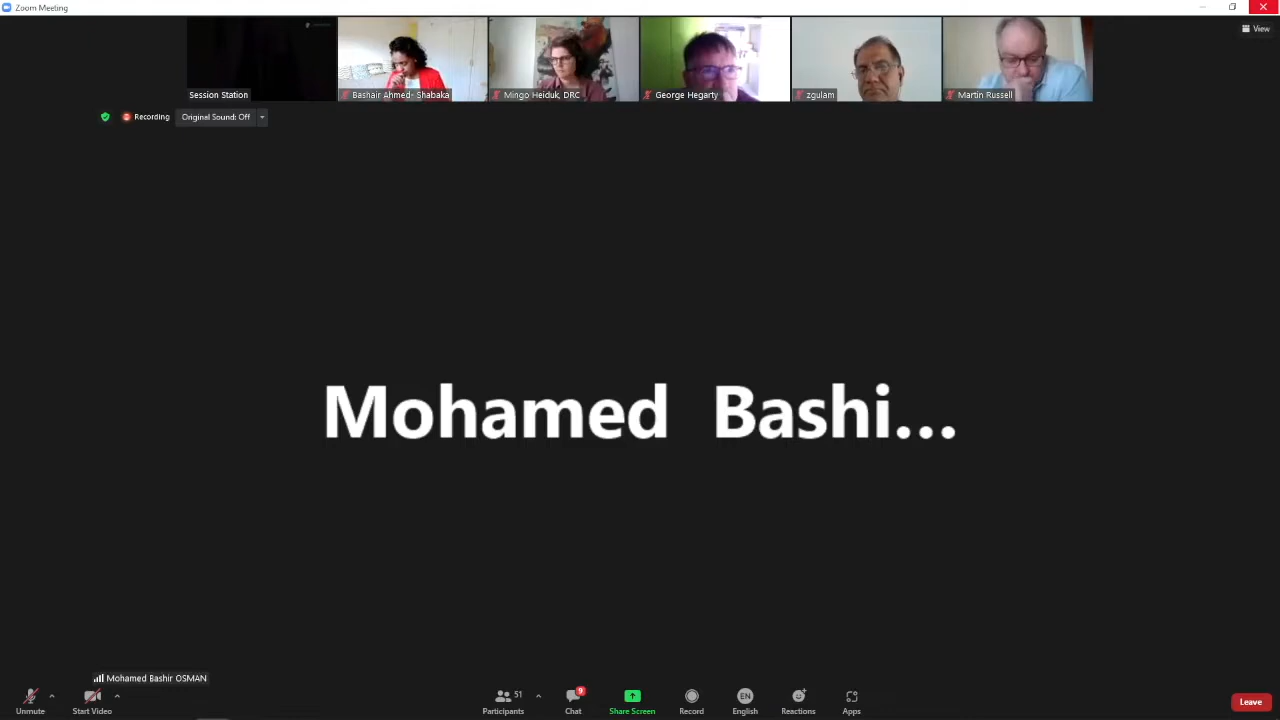 Zoom Meeting
View
Session Station
Bashair Ahmed- Shabaka
Mingo Heiduk, DRC
George Hegarty
zgulam
Martin Russell
Recording
Original Sound: Off
Mohamed Bashi...
Mohamed Bashir OSMAN
Unmute
Start Video
51
Participants
9
Chat
Share Screen
Record
EN
English
Reactions
Apps
Leave